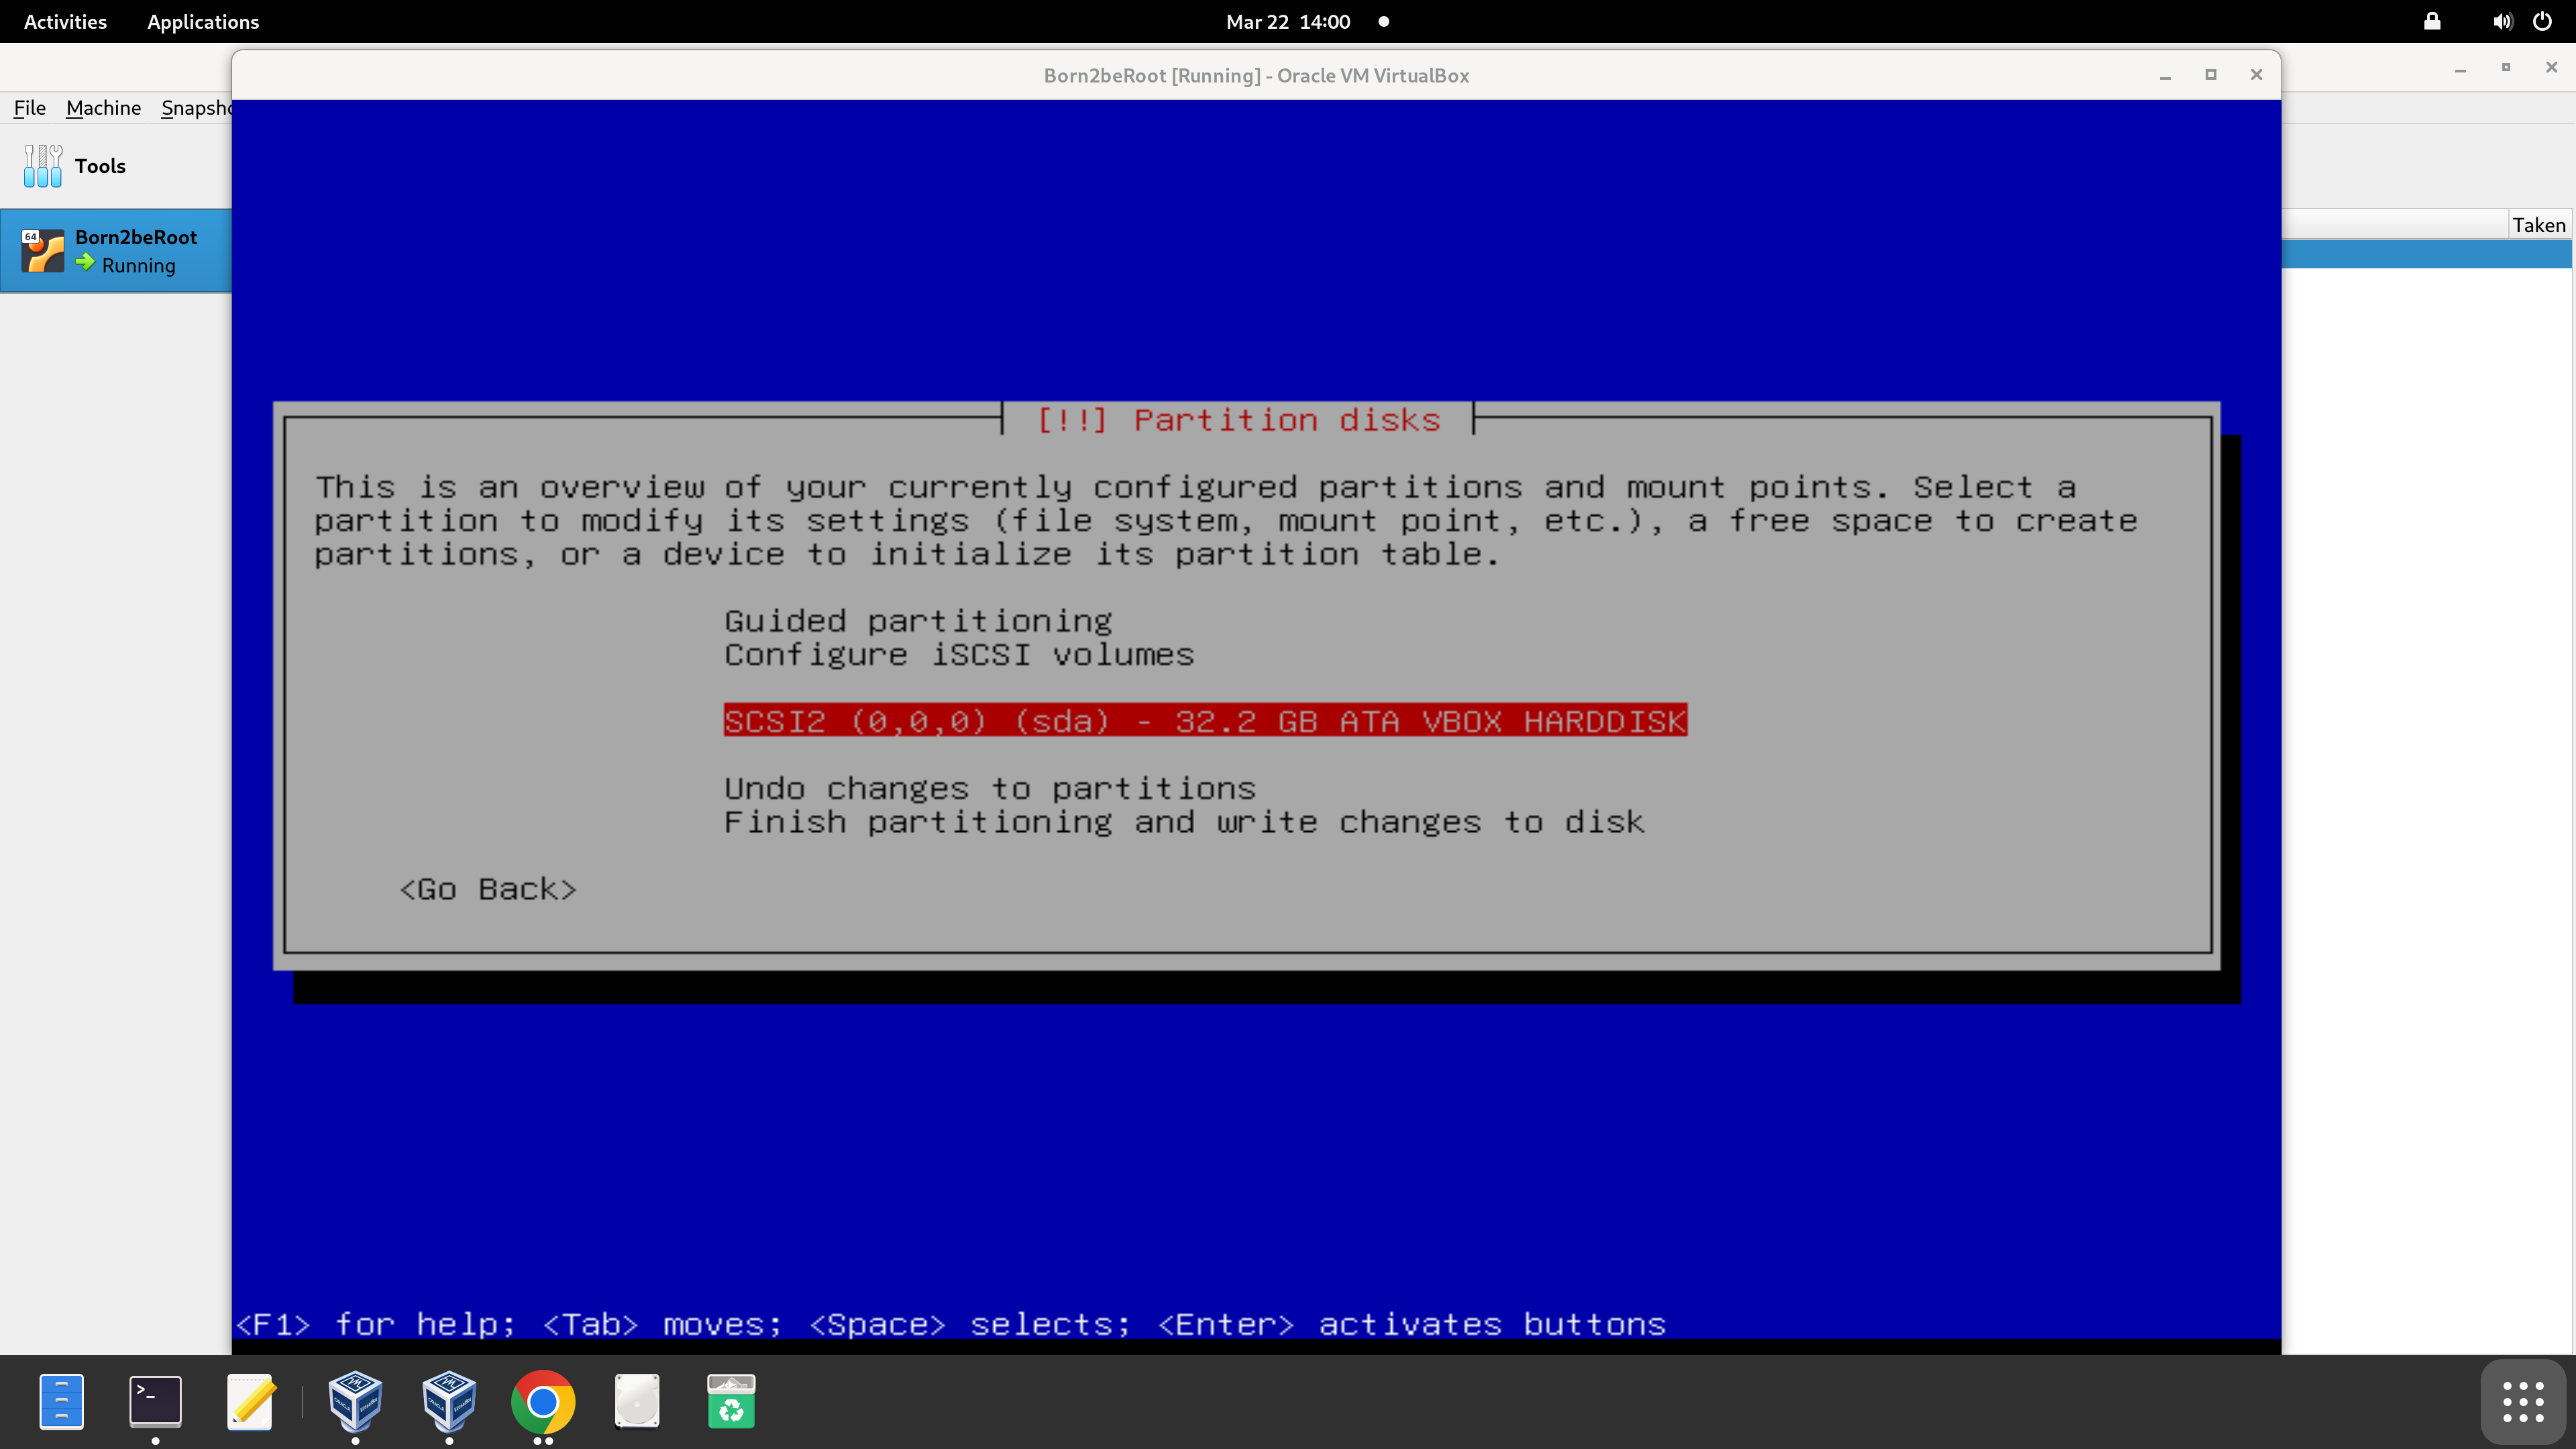 Activities Applications Mar 22 14:00
Born2beRoot [Running] - Oracle VM VirtualBox
File Machine Snapsho
Tools
Taken
64 Born2beRoot
Running
[!!] Partition disks
This is an overview of your currently configured partitions and mount points. Select a
partition to modify its settings (file system, mount point, etc.), a free space to create
partitions, or a device to initialize its partition table.
Guided partitioning
Configure iSCSI volumes
SCSI2 (0,0,0) (sda) - 32.2 GB ATA VBOX HARDDISK
Undo changes to partitions
Finish partitioning and write changes to disk
<Go Back>
<F1> for help; <Tab> moves; <Space> selects; <Enter> activates buttons